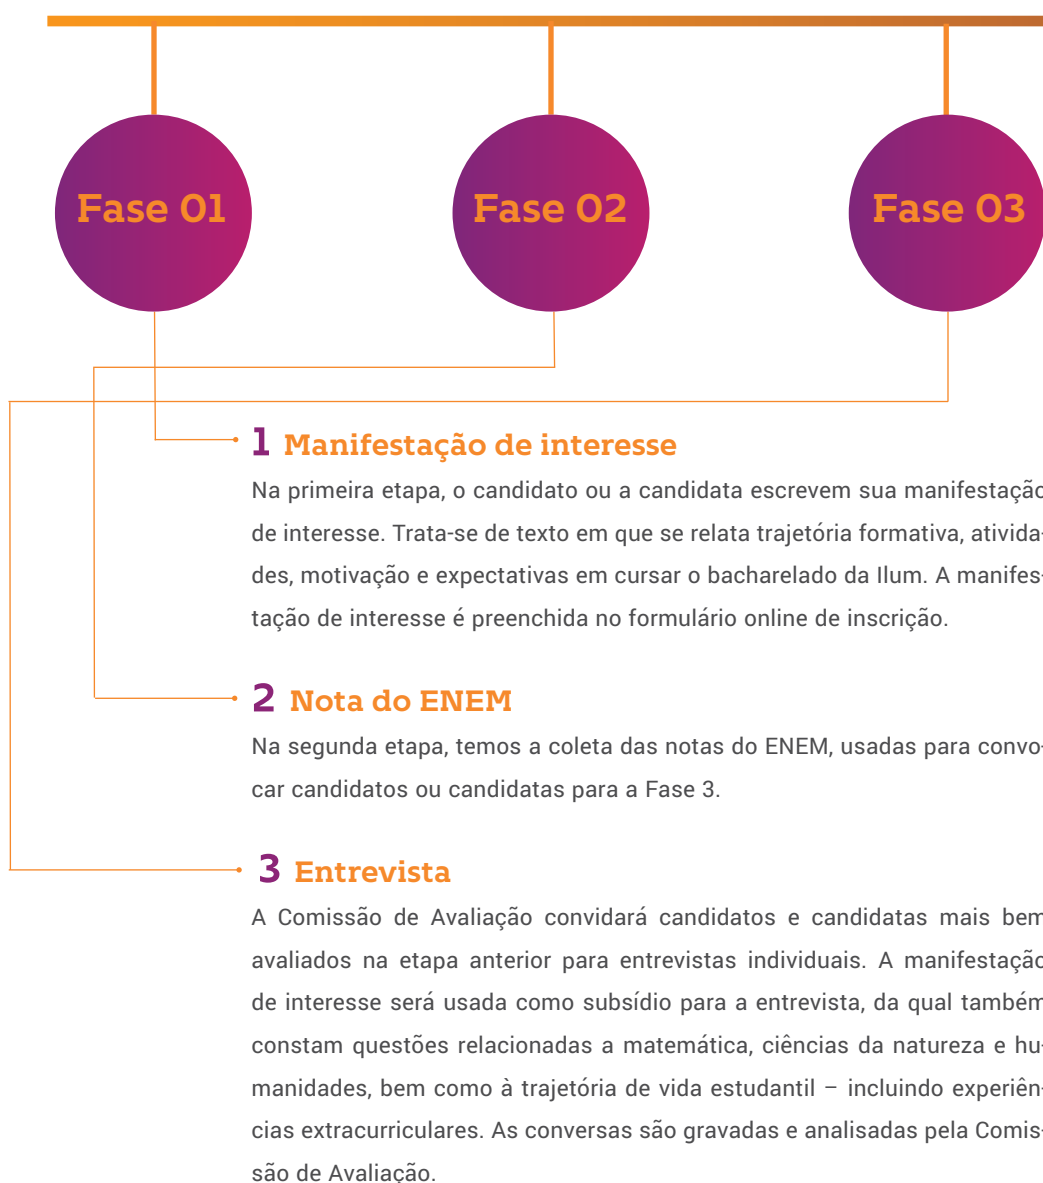 Fase 01
Fase 02
Fase 03
1 Manifestação de interesse
Na primeira etapa, o candidato ou a candidata escrevem sua manifestação
de interesse. Trata-se de texto em que se relata trajetória formativa, ativida-
des, motivação e expectativas em cursar o bacharelado da Ilum. A manifes-
tação de interesse é preenchida no formulário online de inscrição.
2 Nota do ENEM
Na segunda etapa, temos a coleta das notas do ENEM, usadas para convo-
car candidatos ou candidatas para a Fase 3.
3 Entrevista
A Comissão de Avaliação convidará candidatos e candidatas mais bem
avaliados na etapa anterior para entrevistas individuais. A manifestação
de interesse será usada como subsídio para a entrevista, da qual também
constam questões relacionadas a matemática, ciências da natureza e hu-
manidades, bem como à trajetória de vida estudantil – incluindo experiên-
cias extracurriculares. As conversas são gravadas e analisadas pela Comis-
são de Avaliação.